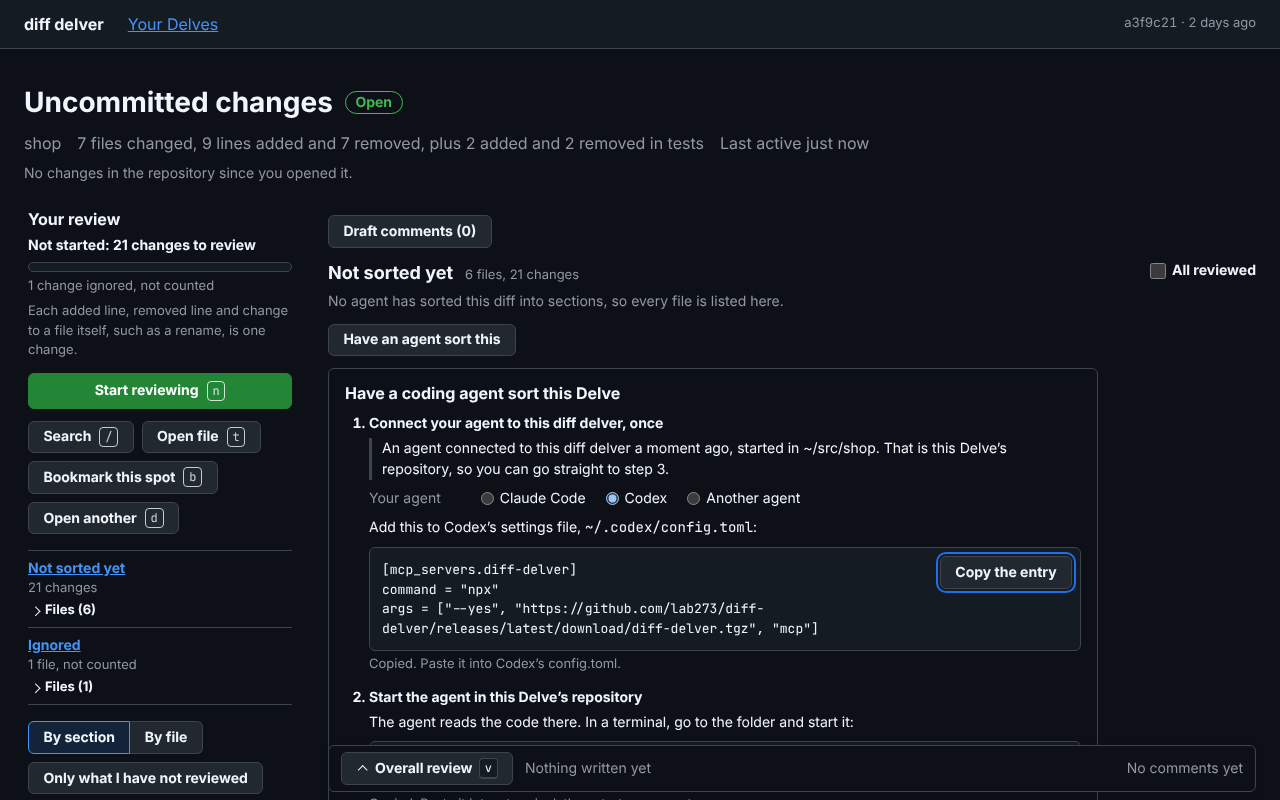 diff delver Your Delves a3f9c21 · 2 days ago
Uncommitted changes Open
shop 7 files changed, 9 lines added and 7 removed, plus 2 added and 2 removed in tests Last active just now
No changes in the repository since you opened it.
Your review
Not started: 21 changes to review
1 change ignored, not counted
Each added line, removed line and change
to a file itself, such as a rename, is one
change.
Start reviewing n
Search / Open file t
Bookmark this spot b
Open another d
Not sorted yet
21 changes
Files (6)
Ignored
1 file, not counted
Files (1)
By section By file
Only what I have not reviewed
Draft comments (0)
Not sorted yet 6 files, 21 changes All reviewed
No agent has sorted this diff into sections, so every file is listed here.
Have an agent sort this
Have a coding agent sort this Delve
1. Connect your agent to this diff delver, once
An agent connected to this diff delver a moment ago, started in ~/src/shop. That is this Delve's
repository, so you can go straight to step 3.
Your agent Claude Code Codex Another agent
Add this to Codex's settings file, ~/.codex/config.toml:
[mcp_servers.diff-delver]
command = "npx"
args = ["--yes", "https://github.com/lab273/diff-
delver/releases/latest/download/diff-delver.tgz", "mcp"]
Copy the entry
Copied. Paste it into Codex's config.toml.
2. Start the agent in this Delve's repository
The agent reads the code there. In a terminal, go to the folder and start it:
Overall review v Nothing written yet No comments yet